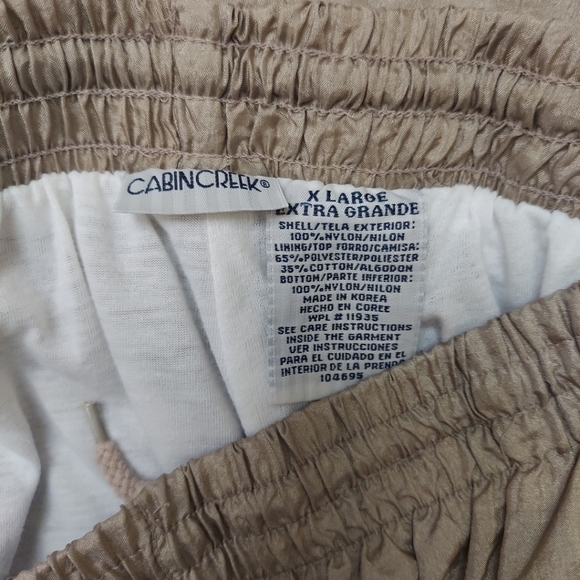 CABINCREEK®
X LARGE
EXTRA GRANDE
SHELL/TELA EXTERIOR:
100%NYLON/NILON
LINING/TOP FORRO/CAMISA:
65%POLYESTER/POLIESTER
35%COTTON/ALGODON
BOTTOM/PARTE INFERIOR:
100%NYLON/NILON
MADE IN KOREA
HECHO EN COREE
WPL # 11935
SEE CARE INSTRUCTIONS
INSIDE THE GARMENT
VER INSTRUCCIONES
PARA EL CUIDADO EN EL
INTERIOR DE LA PRENDA
104695